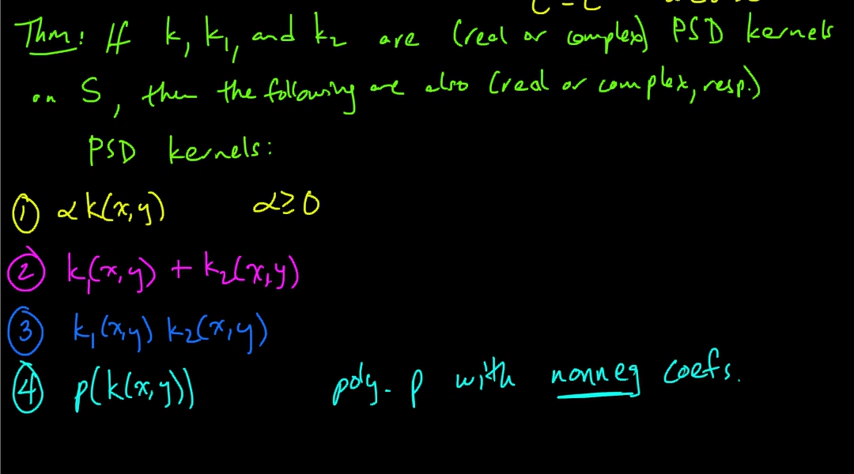 Thm: If k, k₁, and k₂ are (real or complex) PSD kernels
on S, then the following are also (real or complex, resp.)
PSD kernels:
① αk(x,y) α≥0
② k₁(x,y) + k₂(x,y)
③ k₁(x,y) k₂(x,y)
④ p(k(x,y)) poly. p with nonneg coefs.